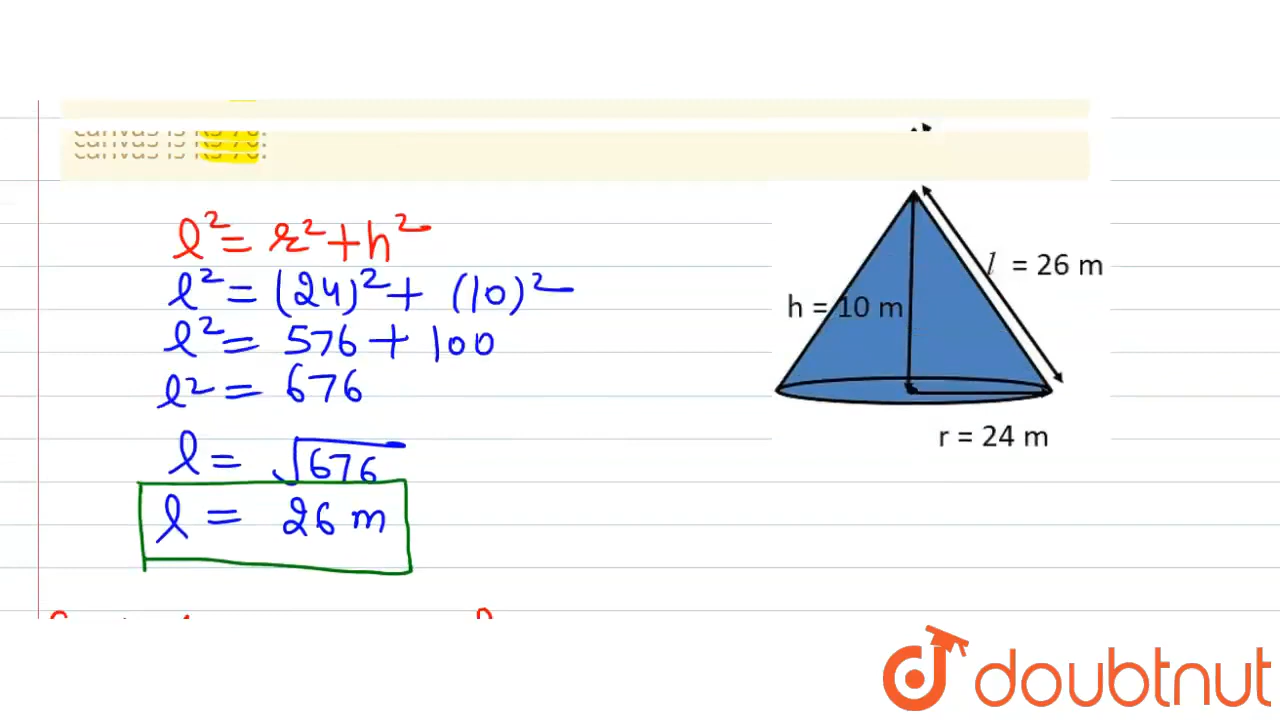 canvas is Rs 70.
l² = r² + h²
l² = (24)² + (10)²
l² = 576 + 100
l² = 676
l = √676
l = 26 m
l = 26 m
h = 10 m
r = 24 m
doubtnut